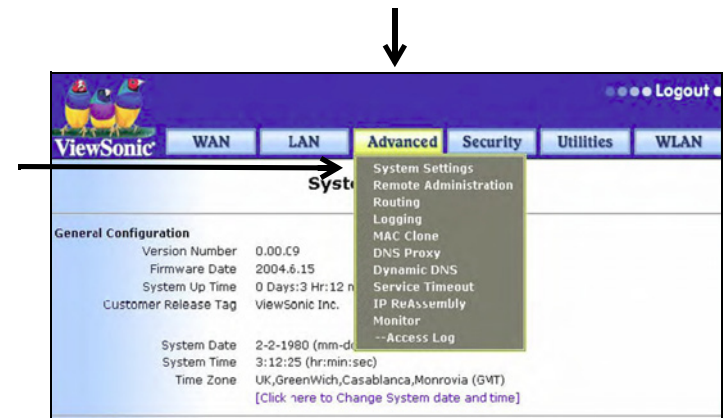 Logout
ViewSonic
WAN
LAN
Advanced
Security
Utilities
WLAN
System Settings
Remote Administration
Routing
Logging
MAC Clone
DNS Proxy
Dynamic DNS
Service Timeout
IP ReAssembly
Monitor
--Access Log
General Configuration
Version Number 0.00.09
Firmware Date 2004.6.15
System Up Time 0 Days:3 Hr:12
Customer Release Tag ViewSonic Inc.
System Date 2-2-1980
System Time 3:12:25 (hr:min:sec)
Time Zone UK,GreenWich,Casablanca,Monrovia (GMT)
[Click here to Change System date and time]